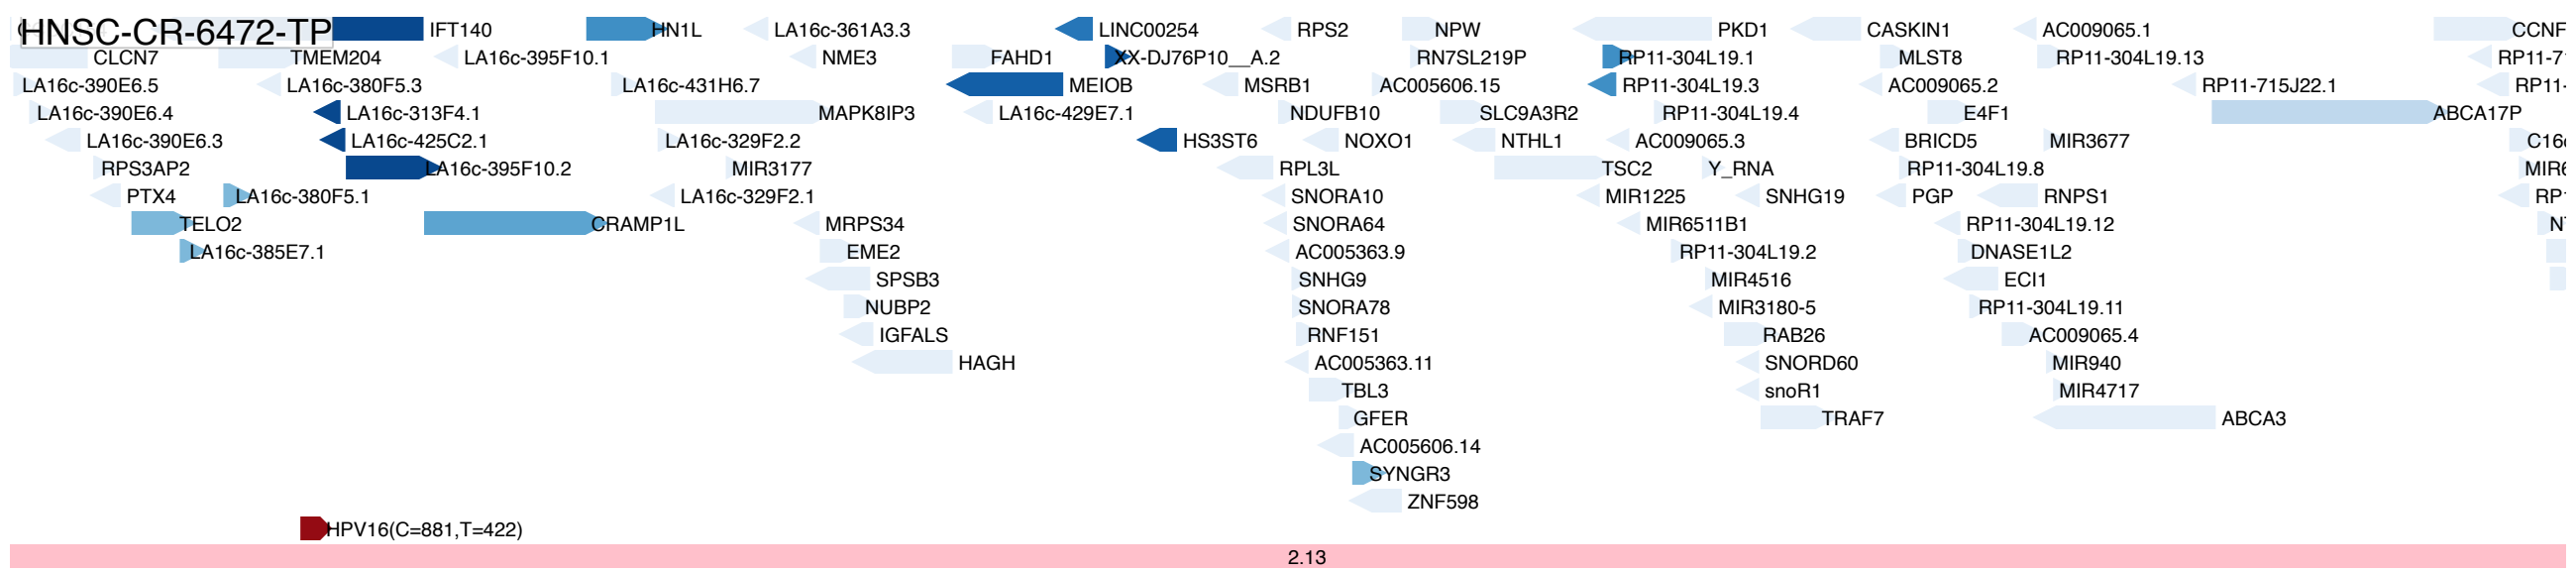 HNSC-CR-6472-TP IFT140 HN1L LA16c-361A3.3 LINC00254 RPS2 NPW PKD1 CASKIN1 AC009065.1 CCNF
CLCN7 TMEM204 LA16c-395F10.1 NME3 FAHD1 XX-DJ76P10__A.2 RN7SL219P RP11-304L19.1 MLST8 RP11-304L19.13 RP11-7
LA16c-390E6.5 LA16c-380F5.3 LA16c-431H6.7 MEIOB MSRB1 AC005606.15 RP11-304L19.3 AC009065.2 RP11-715J22.1 RP11-
LA16c-390E6.4 LA16c-313F4.1 MAPK8IP3 LA16c-429E7.1 NDUFB10 SLC9A3R2 RP11-304L19.4 E4F1 ABCA17P
LA16c-390E6.3 LA16c-425C2.1 LA16c-329F2.2 HS3ST6 NOXO1 NTHL1 AC009065.3 BRICD5 MIR3677 C16
RPS3AP2 LA16c-395F10.2 MIR3177 RPL3L TSC2 Y_RNA RP11-304L19.8 MIR6
PTX4 LA16c-380F5.1 LA16c-329F2.1 SNORA10 MIR1225 SNHG19 PGP RNPS1 RP
TELO2 CRAMP1L MRPS34 SNORA64 MIR6511B1 RP11-304L19.12 N
LA16c-385E7.1 EME2 AC005363.9 RP11-304L19.2 DNASE1L2
SPSB3 SNHG9 MIR4516 ECI1
NUBP2 SNORA78 MIR3180-5 RP11-304L19.11
IGFALS RNF151 RAB26 AC009065.4
HAGH AC005363.11 SNORD60 MIR940
TBL3 snoR1 MIR4717
GFER TRAF7 ABCA3
AC005606.14
SYNGR3
ZNF598
HPV16(C=881,T=422)
2.13